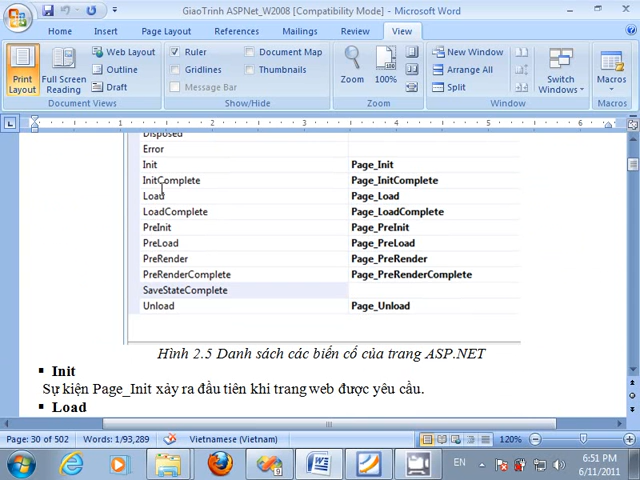 GiaoTrinh ASPNet_W2008 [Compatibility Mode] - Microsoft Word
Home Insert Page Layout References Mailings Review View
Print Layout
Full Screen Reading
Web Layout
Outline
Draft
Document Views
Ruler
Gridlines
Message Bar
Document Map
Thumbnails
Show/Hide
Zoom
100%
Zoom
New Window
Arrange All
Split
Switch Windows
Window
Macros
Macros
1 2 3 4 5
Disposed
Error
Init Page_Init
InitComplete Page_InitComplete
Load Page_Load
LoadComplete Page_LoadComplete
PreInit Page_PreInit
PreLoad Page_PreLoad
PreRender Page_PreRender
PreRenderComplete Page_PreRenderComplete
SaveStateComplete
Unload Page_Unload
Hình 2.5 Danh sách các biến cố của trang ASP.NET
▪ Init
Sự kiện Page_Init xảy ra đầu tiên khi trang web được yêu cầu.
▪ Load
Page: 30 of 502 Words: 1/93,289 Vietnamese (Vietnam) 120%
EN 6:51 PM
6/11/2011